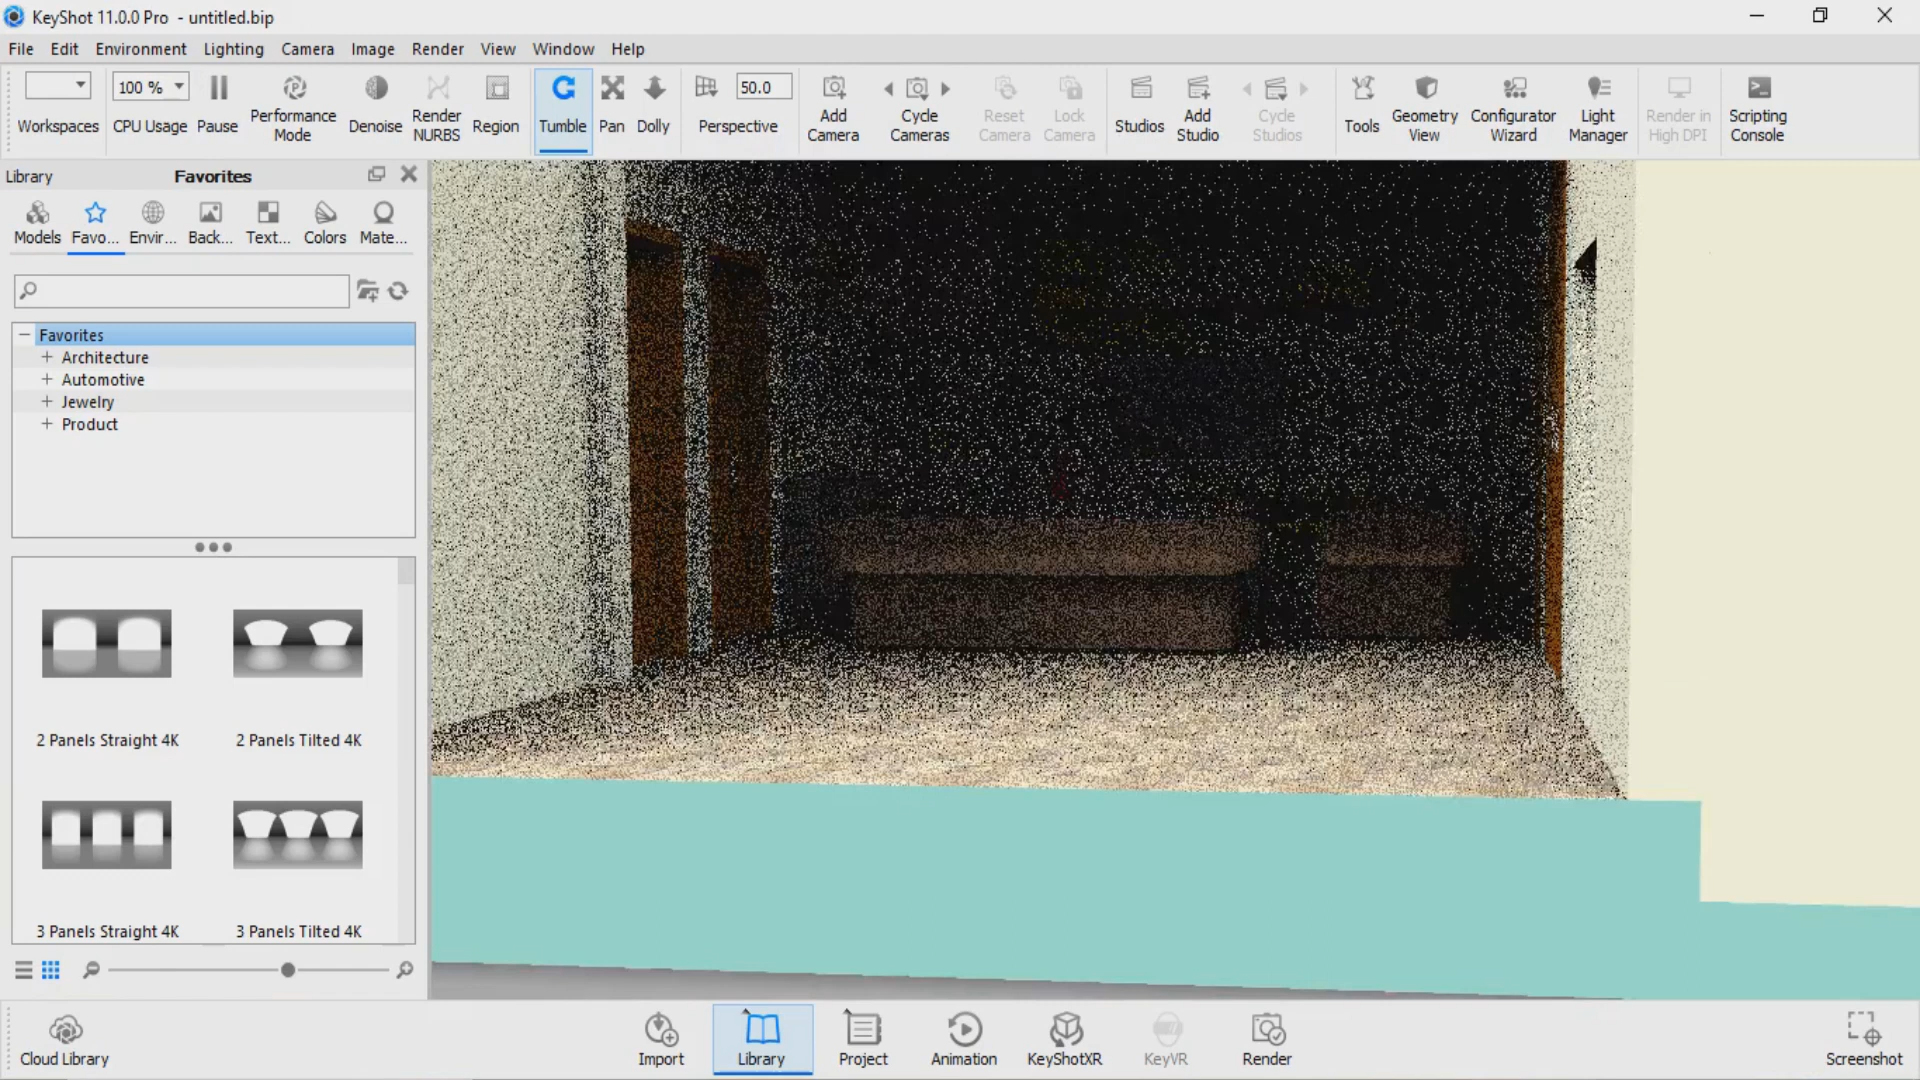 KeyShot 11.0.0 Pro - untitled.bip
File Edit Environment Lighting Camera Image Render View Window Help
Workspaces
100 %
CPU Usage
Pause
Performance
Mode
Denoise
Render
NURBS
Region
Tumble
Pan
Dolly
50.0
Perspective
Add
Camera
Cycle
Cameras
Reset
Camera
Lock
Camera
Studios
Add
Studio
Cycle
Studios
Tools
Geometry
View
Configurator
Wizard
Light
Manager
Render in
High DPI
Scripting
Console
Library
Favorites
Models Favo... Envir... Back... Text... Colors Mate...
Favorites
Architecture
Automotive
Jewelry
Product
2 Panels Straight 4K
2 Panels Tilted 4K
3 Panels Straight 4K
3 Panels Tilted 4K
Cloud Library
Import
Library
Project
Animation
KeyShotXR
KeyVR
Render
Screenshot